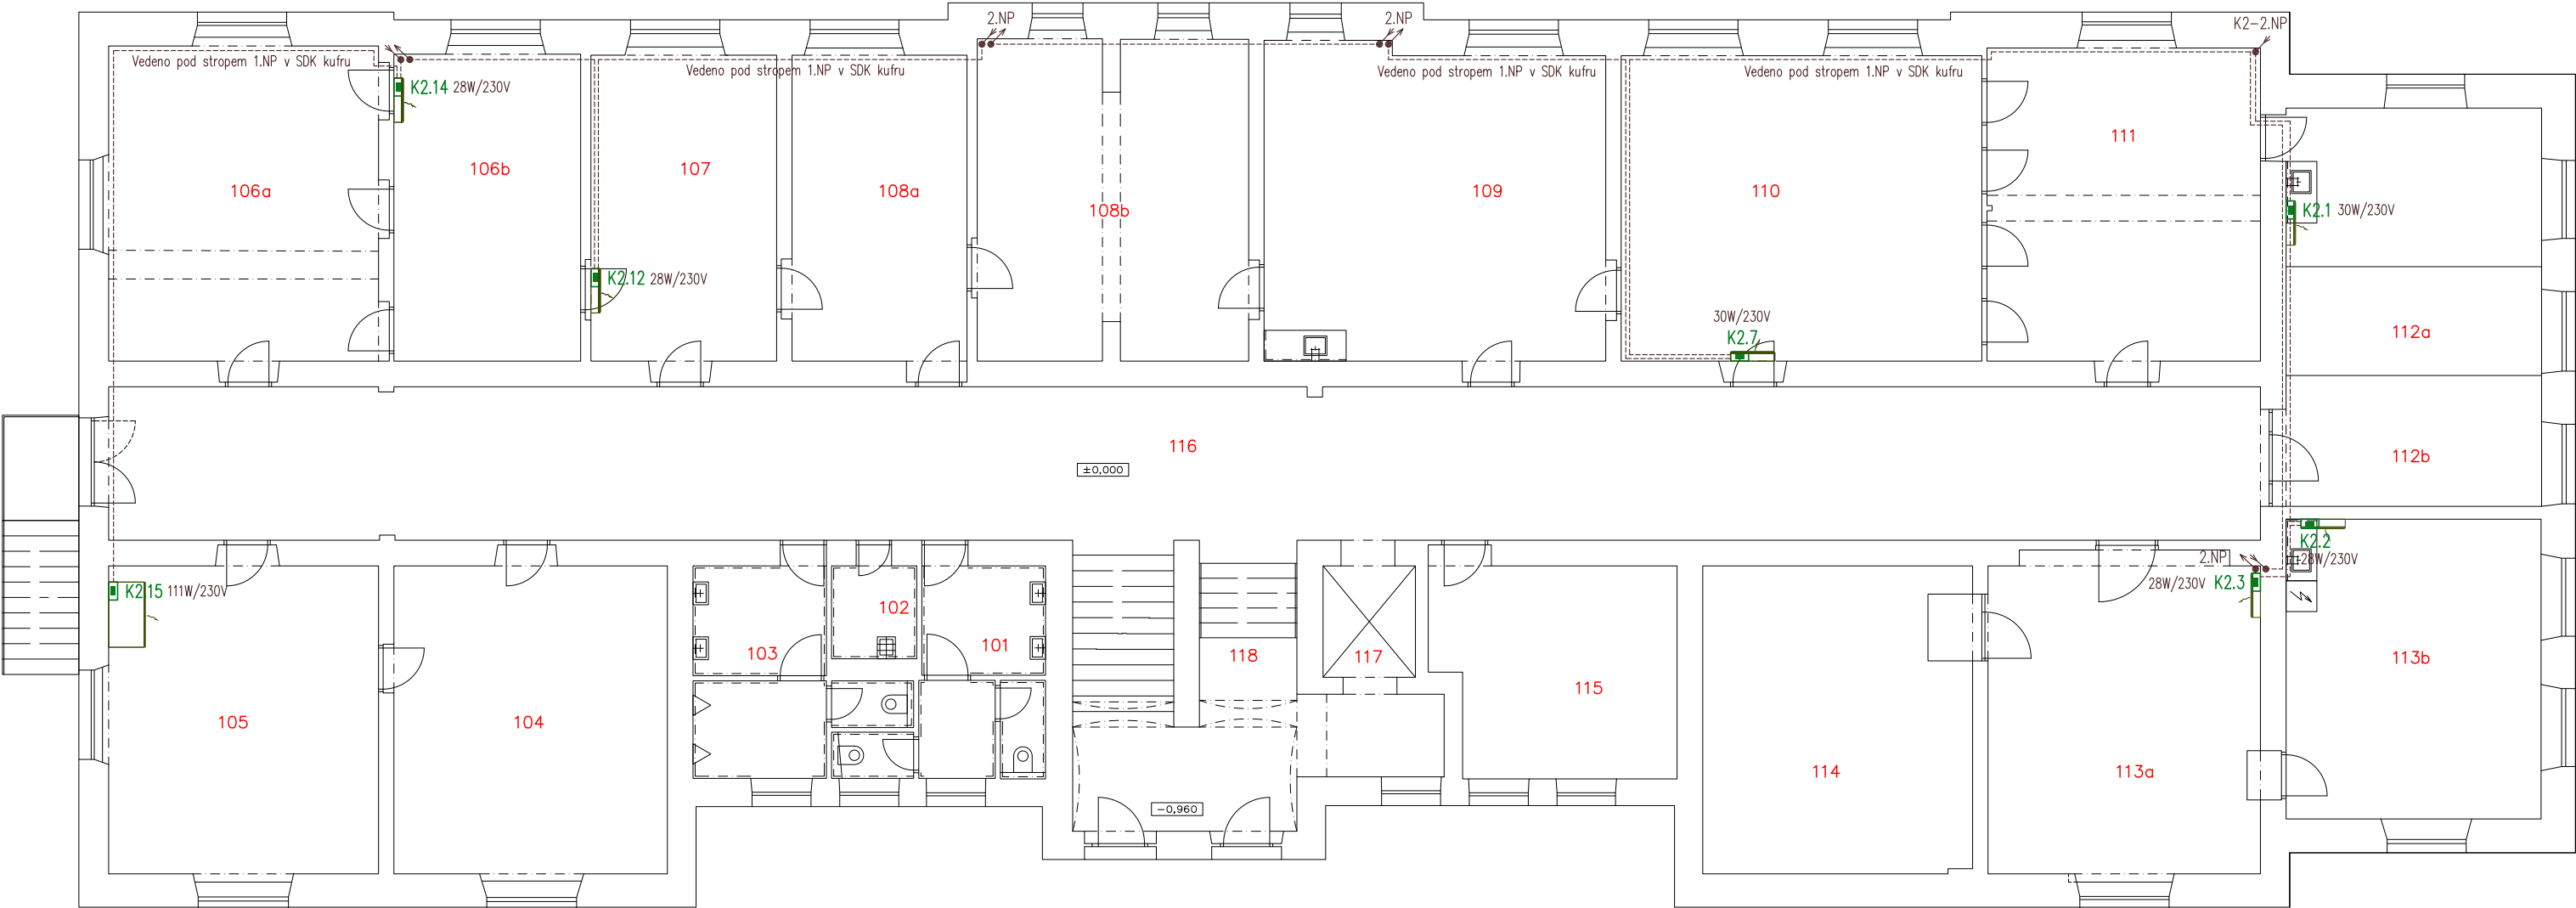 2.NP
2.NP
K2-2.NP
Vedeno pod stropem 1.NP v SDK kufru
Vedeno pod stropem 1.NP v SDK kufru
Vedeno pod stropem 1.NP v SDK kufru
Vedeno pod stropem 1.NP v SDK kufru
K2.14 28W/230V
111
106b
107
106a
108a
109
110
108b
K2.1 30W/230V
K2.12 28W/230V
30W/230V
K2.7
112a
116
±0,000
112b
K2.2
2.NP
28W/230V
28W/230V K2.3
K2.15 111W/230V
102
103
101
118
117
113b
115
105
104
114
113a
-0,960